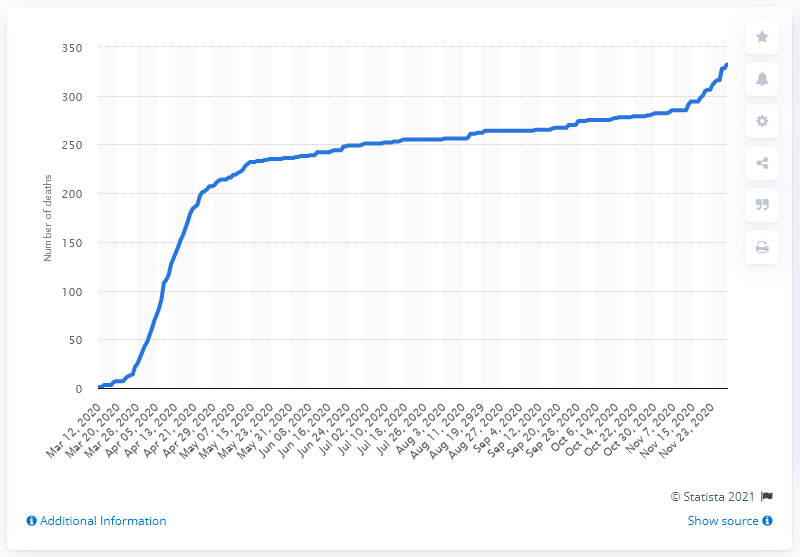 350
300
250
200
150
100
50
0
Number of deaths
Mar 12, 2020
Mar 20, 2020
Mar 28, 2020
Apr 05, 2020
Apr 13, 2020
Apr 21, 2020
Apr 29, 2020
May 07, 2020
May 15, 2020
May 23, 2020
May 31, 2020
Jun 08, 2020
Jun 16, 2020
Jun 24, 2020
Jul 02, 2020
Jul 10, 2020
Jul 18, 2020
Jul 26, 2020
Aug 3, 2020
Aug 11, 2020
Aug 19, 2929
Aug 27, 2020
Sep 4, 2020
Sep 12, 2020
Sep 20, 2020
Sep 28, 2020
Oct 6, 2020
Oct 14, 2020
Oct 22, 2020
Oct 30, 2020
Nov 7, 2020
Nov 15, 2020
Nov 23, 2020
© Statista 2021
Additional Information
Show source